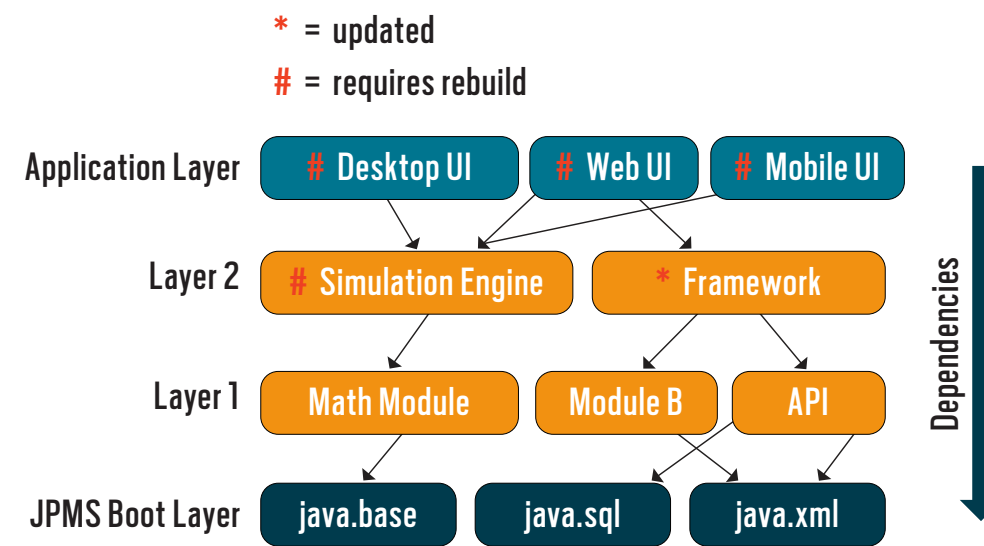 * = updated
# = requires rebuild
Application Layer
# Desktop UI
# Web UI
# Mobile UI
Layer 2
# Simulation Engine
* Framework
Layer 1
Math Module
Module B
API
JPMS Boot Layer
java.base
java.sql
java.xml
Dependencies